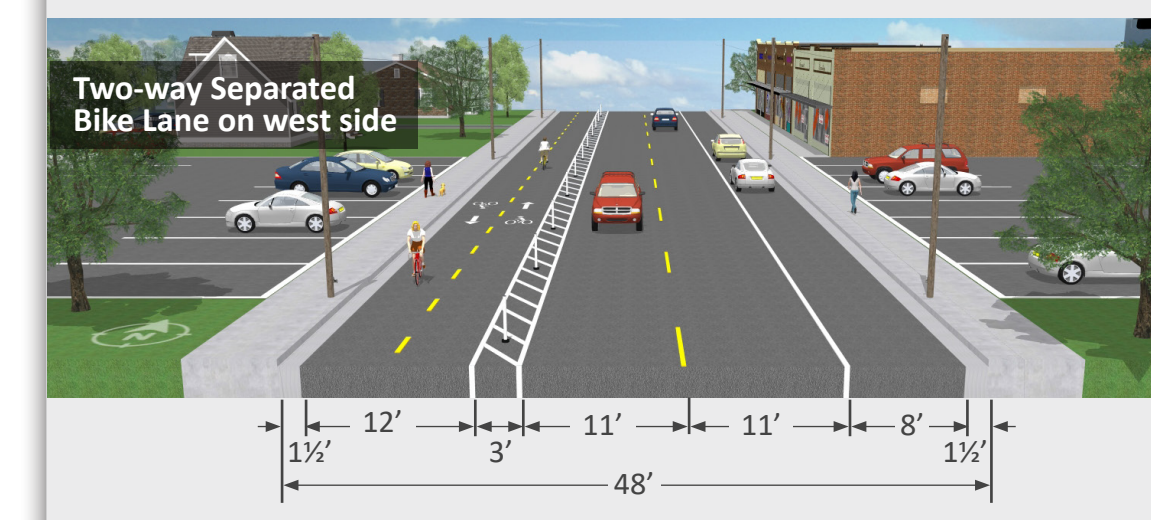 Two-way Separated
Bike Lane on west side
N
12’ 11’ 11’ 8’
1½’ 3’ 1½’
48’